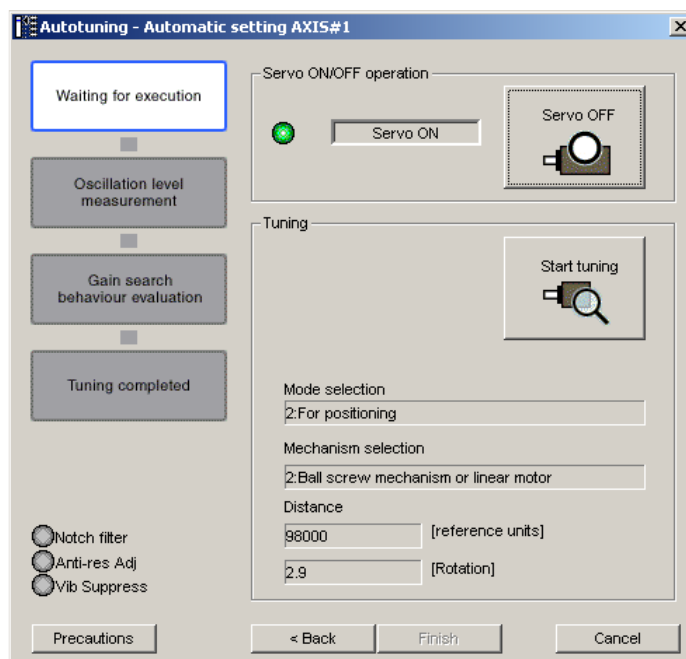 Autotuning - Automatic setting AXIS#1
Waiting for execution
Oscillation level
measurement
Gain search
behaviour evaluation
Tuning completed
Notch filter
Anti-res Adj
Vib Suppress
Servo ON/OFF operation
Servo ON
Servo OFF
Tuning
Start tuning
Mode selection
2:For positioning
Mechanism selection
2:Ball screw mechanism or linear motor
Distance
98000 [reference units]
2.9 [Rotation]
Precautions < Back Finish Cancel